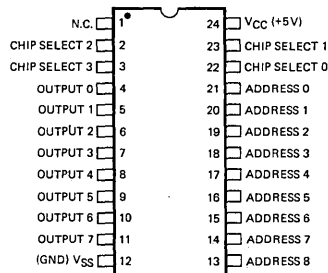 N.C. 1 24 VCC (+5V)
CHIP SELECT 2 2 23 CHIP SELECT 1
CHIP SELECT 3 3 22 CHIP SELECT 0
OUTPUT 0 4 21 ADDRESS 0
OUTPUT 1 5 20 ADDRESS 1
OUTPUT 2 6 19 ADDRESS 2
OUTPUT 3 7 18 ADDRESS 3
OUTPUT 4 8 17 ADDRESS 4
OUTPUT 5 9 16 ADDRESS 5
OUTPUT 6 10 15 ADDRESS 6
OUTPUT 7 11 14 ADDRESS 7
(GND) VSS 12 13 ADDRESS 8